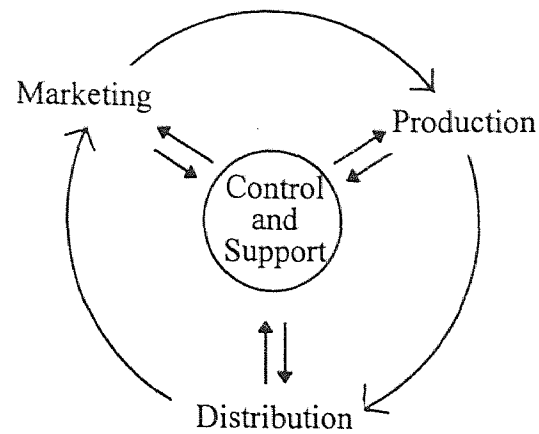 Marketing
Production
Control
and
Support
Distribution